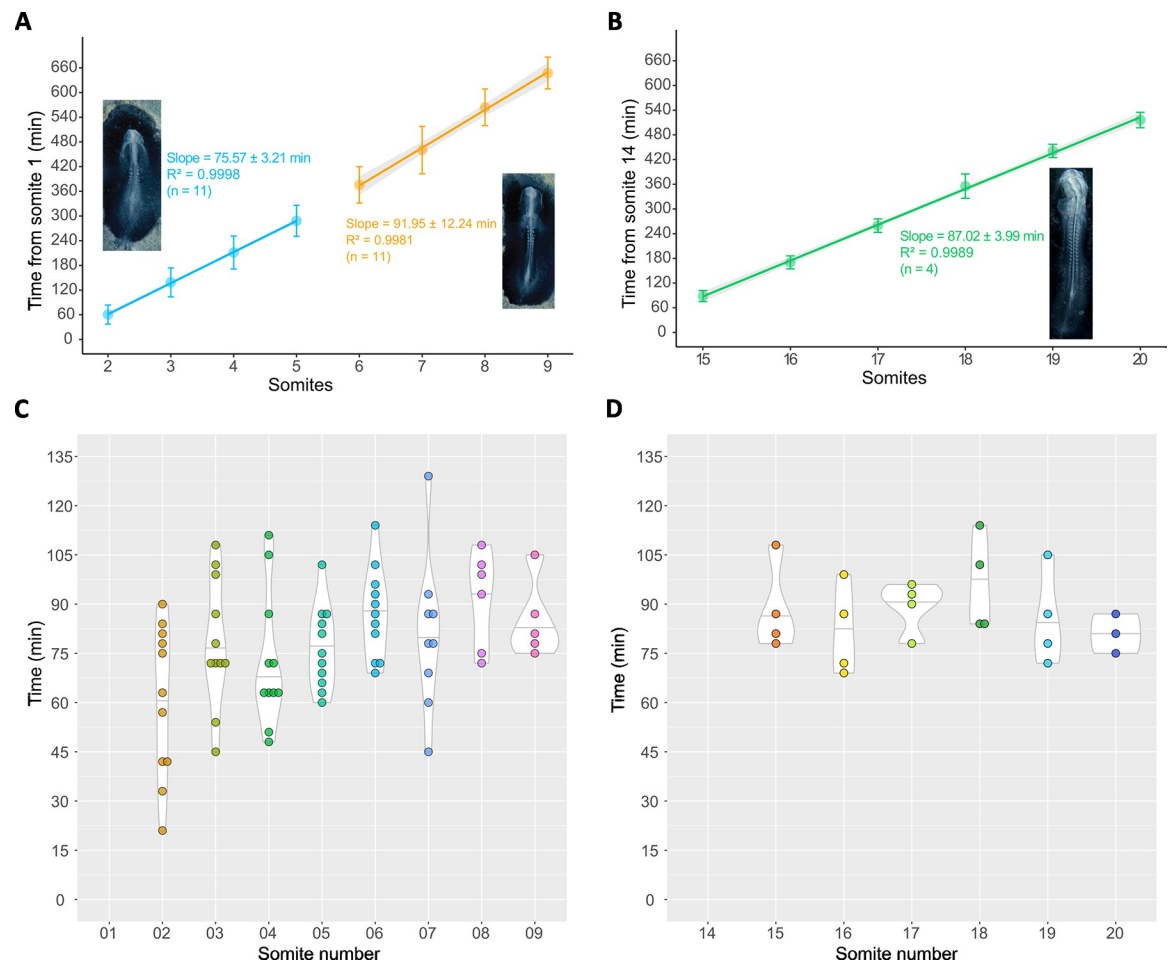 A
Time from somite 1 (min)
660
600
540
480
420
360
300
240
180
120
60
0
Slope = 75.57 ± 3.21 min
R² = 0.9998
(n = 11)
Slope = 91.95 ± 12.24 min
R² = 0.9981
(n = 11)
2 3 4 5 6 7 8 9
Somites
B
Time from somite 14 (min)
660
600
540
480
420
360
300
240
180
120
60
0
Slope = 87.02 ± 3.99 min
R² = 0.9989
(n = 4)
15 16 17 18 19 20
Somites
C
Time (min)
135
120
105
90
75
60
45
30
15
0
01 02 03 04 05 06 07 08 09
Somite number
D
Time (min)
135
120
105
90
75
60
45
30
15
0
14 15 16 17 18 19 20
Somite number